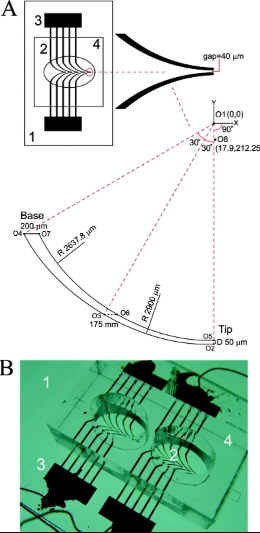 A
3
2
4
1
gap=40 μm
Y
O1(0,0)
X
90°
O8
30°
30°
(17.9,212.25)
Base
200 μm
O4
O7
R 2637.8 μm
R 2900 μm
O3
O6
175 mm
Tip
O5
D 50 μm
O2
B
1
2
4
3